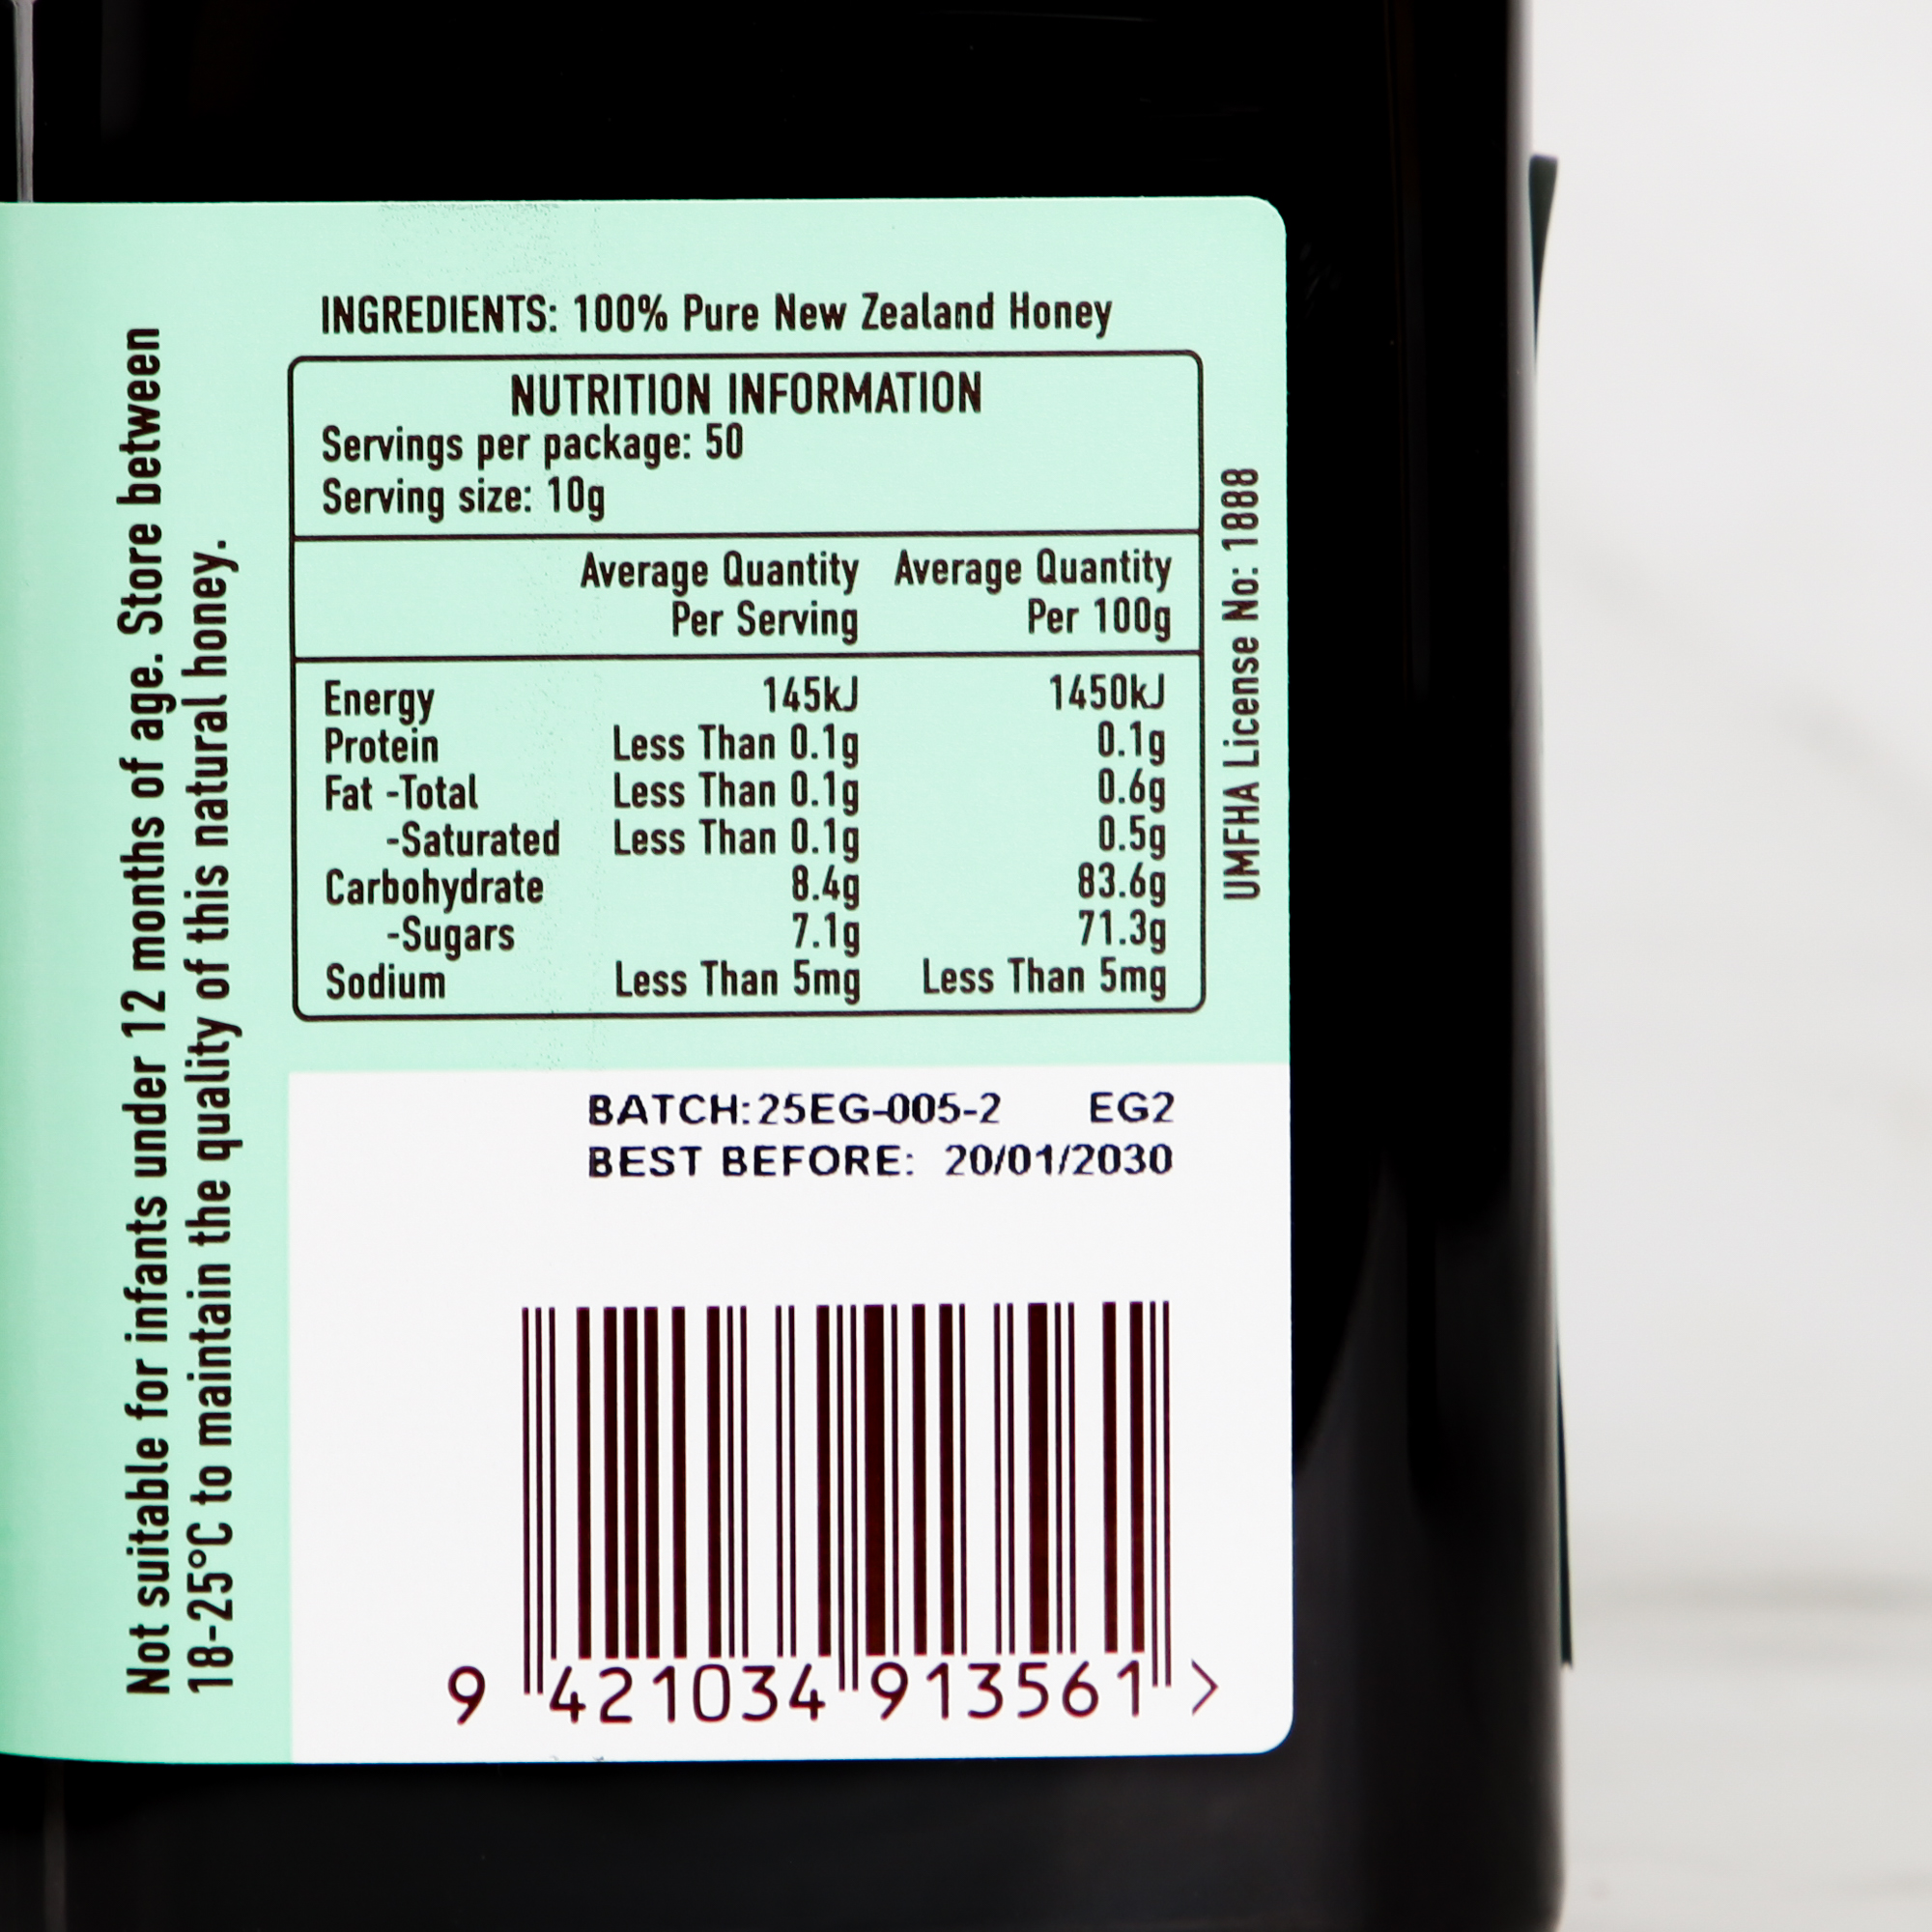 Not suitable for infants under 12 months of age. Store between
18-25°C to maintain the quality of this natural honey.
INGREDIENTS: 100% Pure New Zealand Honey
NUTRITION INFORMATION
Servings per package: 50
Serving size: 10g
Average Quantity Average Quantity
Per Serving Per 100g
Energy 145kJ 1450kJ
Protein Less Than 0.1g 0.1g
Fat -Total Less Than 0.1g 0.6g
-Saturated Less Than 0.1g 0.5g
Carbohydrate 8.4g 83.6g
-Sugars 7.1g 71.3g
Sodium Less Than 5mg Less Than 5mg
UMFHA License No: 1888
BATCH:25EG-005-2 EG2
BEST BEFORE: 20/01/2030
9 421034 913561 >